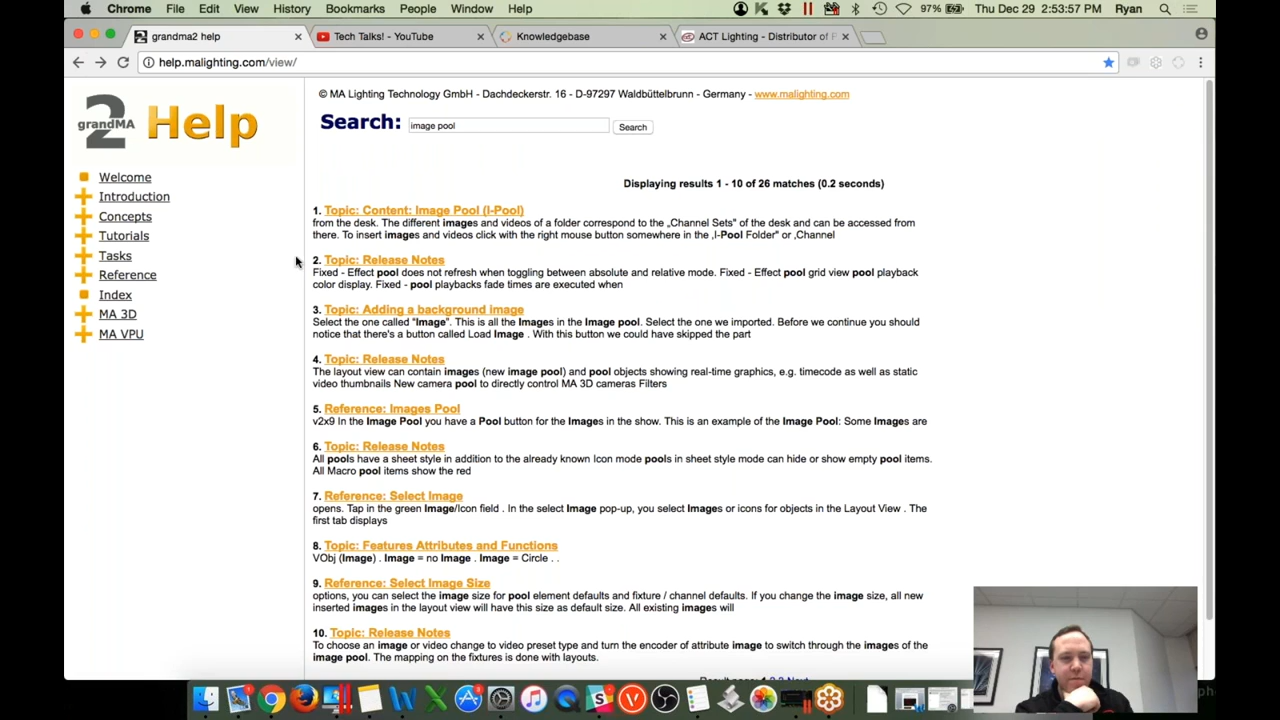 Chrome File Edit View History Bookmarks People Window Help 97% Thu Dec 29 2:53:57 PM Ryan
grandma2 help Tech Talks! - YouTube Knowledgebase ACT Lighting - Distributor of
help.malighting.com/view/
grandMA 2 Help
Welcome
Introduction
Concepts
Tutorials
Tasks
Reference
Index
MA 3D
MA VPU
© MA Lighting Technology GmbH - Dachdeckerstr. 16 - D-97297 Waldbüttelbrunn - Germany - www.malighting.com
Search: image pool Search
Displaying results 1 - 10 of 26 matches (0.2 seconds)
1. Topic: Content: Image Pool (I-Pool)
from the desk. The different images and videos of a folder correspond to the „Channel Sets" of the desk and can be accessed from
there. To insert images and videos click with the right mouse button somewhere in the ‚I-Pool Folder" or ‚Channel
2. Topic: Release Notes
Fixed - Effect pool does not refresh when toggling between absolute and relative mode. Fixed - Effect pool grid view pool playback
color display. Fixed - pool playbacks fade times are executed when
3. Topic: Adding a background image
Select the one called "Image". This is all the Images in the Image pool. Select the one we imported. Before we continue you should
notice that there's a button called Load Image . With this button we could have skipped the part
4. Topic: Release Notes
The layout view can contain images (new image pool) and pool objects showing real-time graphics, e.g. timecode as well as static
video thumbnails New camera pool to directly control MA 3D cameras Filters
5. Reference: Images Pool
v2x9 In the Image Pool you have a Pool button for the Images in the show. This is an example of the Image Pool: Some Images are
6. Topic: Release Notes
All pools have a sheet style in addition to the already known Icon mode pools in sheet style mode can hide or show empty pool items.
All Macro pool items show the red
7. Reference: Select Image
opens. Tap in the green Image/Icon field . In the select Image pop-up, you select Images or icons for objects in the Layout View . The
first tab displays
8. Topic: Features Attributes and Functions
VObj (Image) . Image = no Image . Image = Circle . .
9. Reference: Select Image Size
options, you can select the image size for pool element defaults and fixture / channel defaults. If you change the image size, all new
inserted images in the layout view will have this size as default size. All existing images will
10. Topic: Release Notes
To choose an image or video change to video preset type and turn the encoder of attribute image to switch through the images of the
image pool. The mapping on the fixtures is done with layouts.